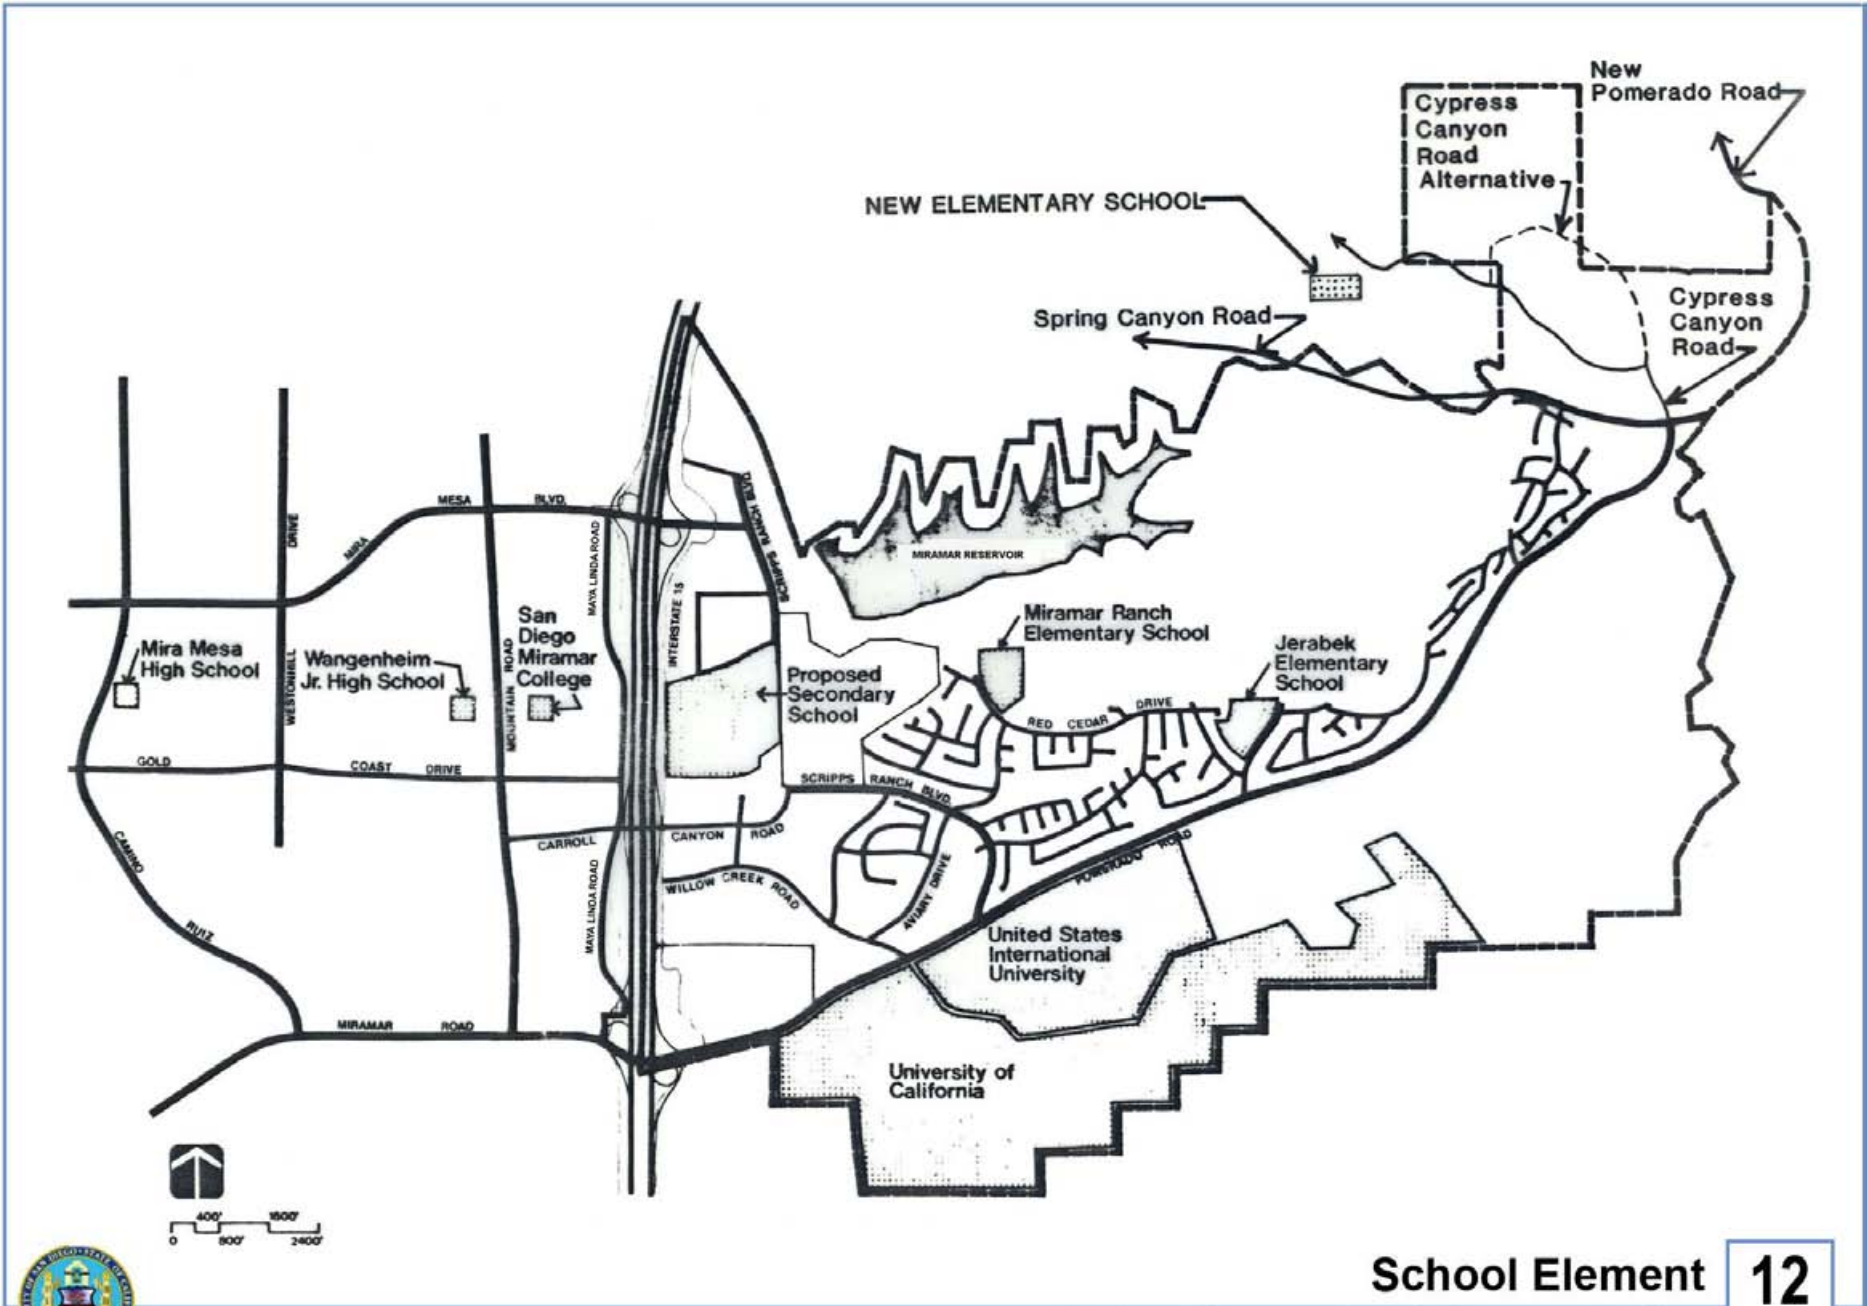 New
Pomerado Road
Cypress
Canyon
Road
Alternative
NEW ELEMENTARY SCHOOL
Cypress
Canyon
Road
Spring Canyon Road
MESA
BLVD.
MIRA
DRIVE
WESTONHILL
MAYA LINDA ROAD
SCRIPPS RANCH BLVD.
INTERSTATE 15
MIRAMAR RESERVOIR
Mira Mesa
High School
Wangenheim
Jr. High School
MOUNTAIN ROAD
San
Diego
Miramar
College
Proposed
Secondary
School
Miramar Ranch
Elementary School
Jerabek
Elementary
School
RED CEDAR DRIVE
GOLD COAST DRIVE
SCRIPPS RANCH BLVD.
CARROLL CANYON ROAD
WILLOW CREEK ROAD
AVIARY DRIVE
POMERADO ROAD
CAMINO RUIZ
MAYA LINDA ROAD
MIRAMAR ROAD
United States
International
University
University of
California
400' 1600'
0 800' 2400'
School Element 12